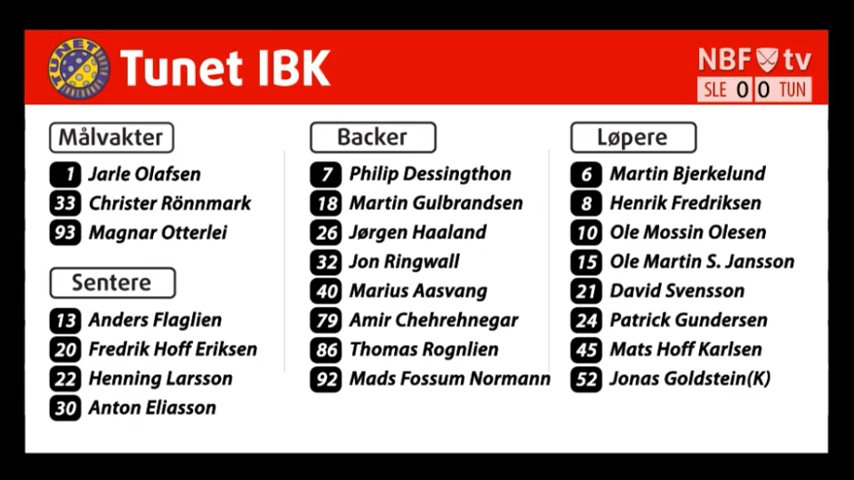 TUNET
Tunet IBK
NBF tv
SLE 0 0 TUN
Målvakter
1 Jarle Olafsen
33 Christer Rönnmark
93 Magnar Otterlei
Sentere
13 Anders Flaglien
20 Fredrik Hoff Eriksen
22 Henning Larsson
30 Anton Eliasson
Backer
7 Philip Dessingthon
18 Martin Gulbrandsen
26 Jørgen Haaland
32 Jon Ringwall
40 Marius Aasvang
79 Amir Chehrehnegar
86 Thomas Rognlien
92 Mads Fossum Normann
Løpere
6 Martin Bjerkelund
8 Henrik Fredriksen
10 Ole Mossin Olesen
15 Ole Martin S. Jansson
21 David Svensson
24 Patrick Gundersen
45 Mats Hoff Karlsen
52 Jonas Goldstein(K)